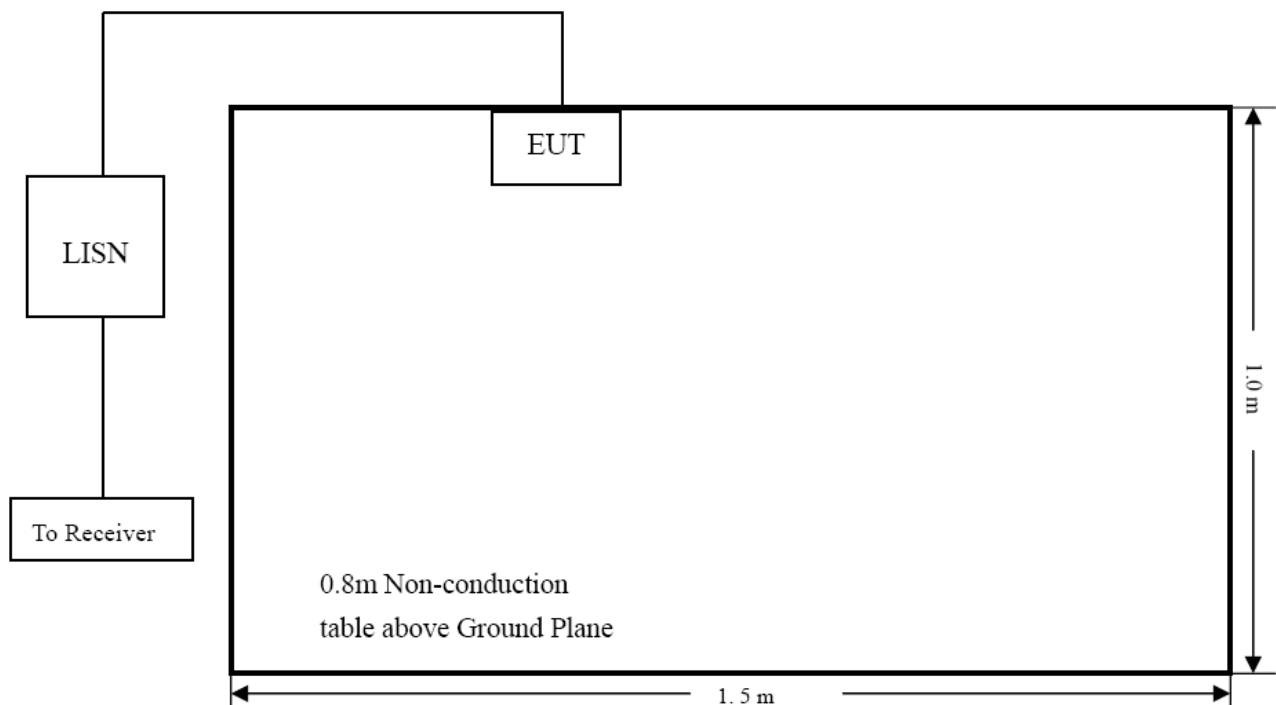 EUT
LISN
1.0 m
To Receiver
0.8m Non-conduction
table above Ground Plane
1. 5 m